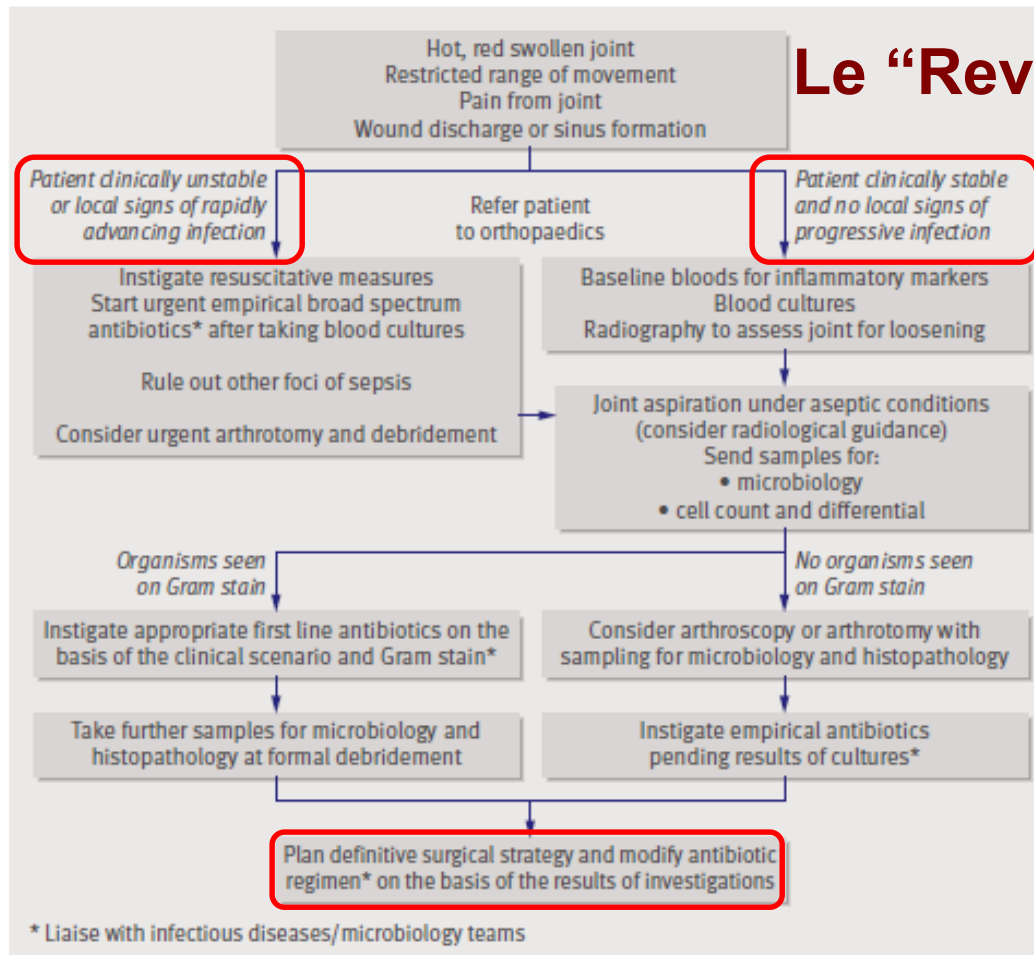 Hot, red swollen joint
Restricted range of movement
Pain from joint
Wound discharge or sinus formation
Le “Rev
Patient clinically unstable
or local signs of rapidly
advancing infection
Refer patient
to orthopaedics
Patient clinically stable
and no local signs of
progressive infection
Instigate resuscitative measures
Start urgent empirical broad spectrum
antibiotics* after taking blood cultures
Rule out other foci of sepsis
Consider urgent arthrotomy and debridement
Baseline bloods for inflammatory markers
Blood cultures
Radiography to assess joint for loosening
Joint aspiration under aseptic conditions
(consider radiological guidance)
Send samples for:
• microbiology
• cell count and differential
Organisms seen
on Gram stain
No organisms seen
on Gram stain
Instigate appropriate first line antibiotics on the
basis of the clinical scenario and Gram stain*
Consider arthroscopy or arthrotomy with
sampling for microbiology and histopathology
Take further samples for microbiology and
histopathology at formal debridement
Instigate empirical antibiotics
pending results of cultures*
Plan definitive surgical strategy and modify antibiotic
regimen* on the basis of the results of investigations
* Liaise with infectious diseases/microbiology teams